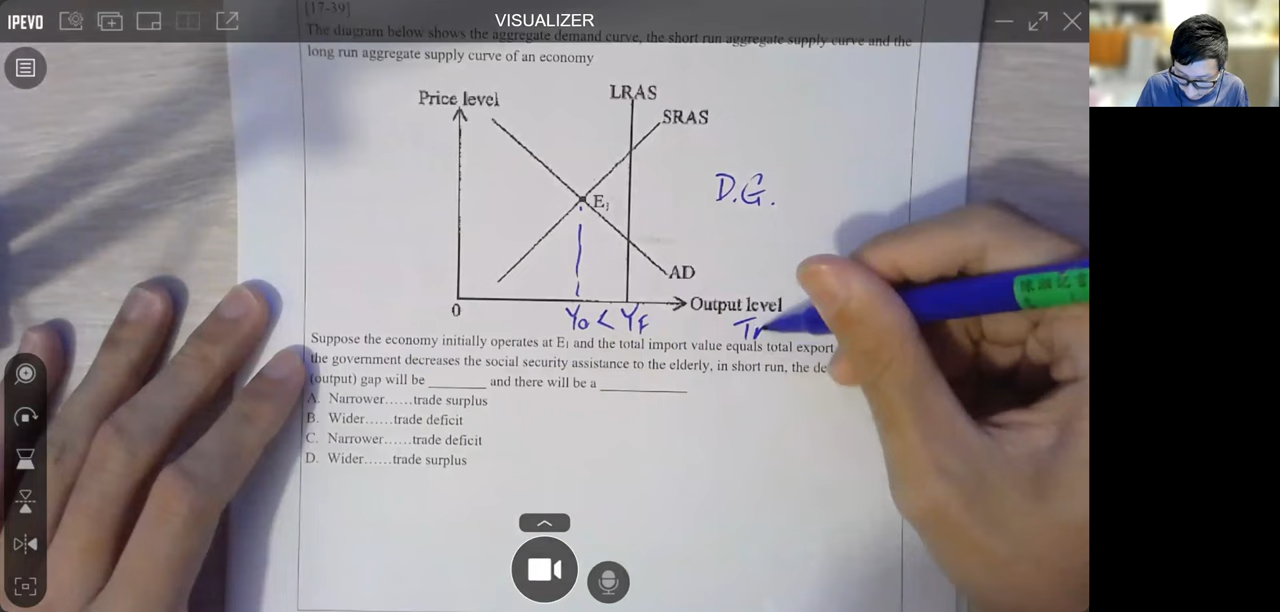 IPEVO
VISUALIZER
[17-39]
The diagram below shows the aggregate demand curve, the short run aggregate supply curve and the
long run aggregate supply curve of an economy
Price level
LRAS
SRAS
D.G.
E₁
AD
0
Output level
Y₀ < Y_F
Tr
Suppose the economy initially operates at E₁ and the total import value equals total export
the government decreases the social security assistance to the elderly, in short run, the de
(output) gap will be ________ and there will be a ____________
A. Narrower……trade surplus
B. Wider……trade deficit
C. Narrower……trade deficit
D. Wider……trade surplus